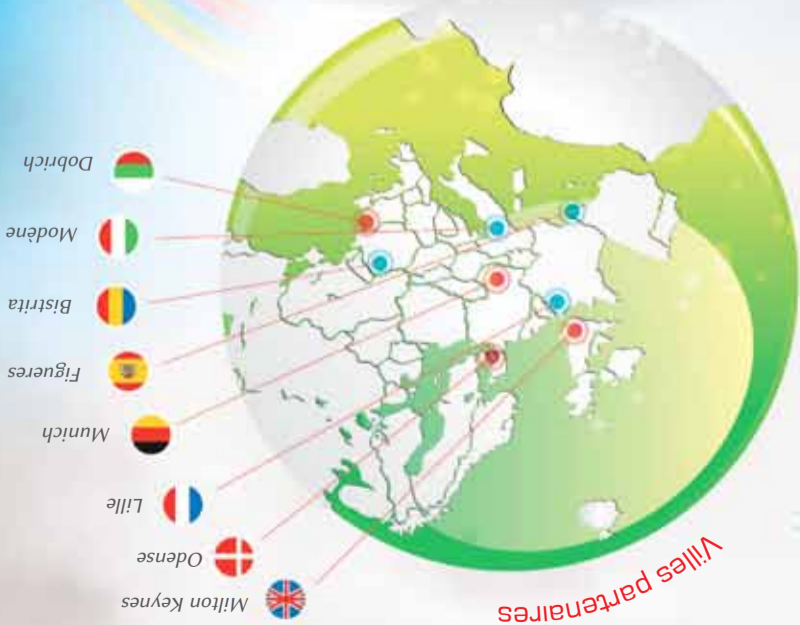 Villes partenaires
Milton Keynes
Odense
Lille
Munich
Figueres
Bistrita
Modène
Dobrich